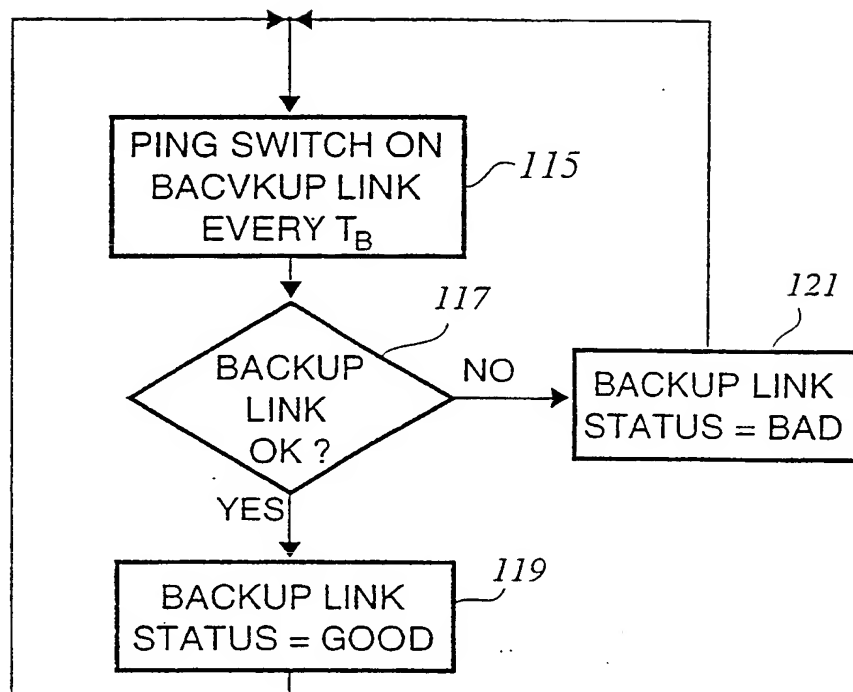 PING SWITCH ON
BACVKUP LINK
EVERY T_B
115
117
BACKUP
LINK
OK ?
NO
121
BACKUP LINK
STATUS = BAD
YES
119
BACKUP LINK
STATUS = GOOD